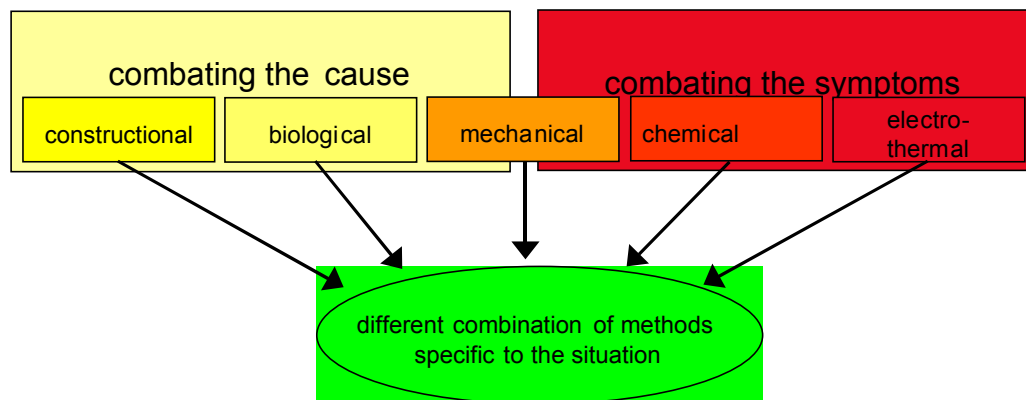 combating the cause
combating the symptoms
constructional
biological
mechanical
chemical
electro-
thermal
different combination of methods
specific to the situation